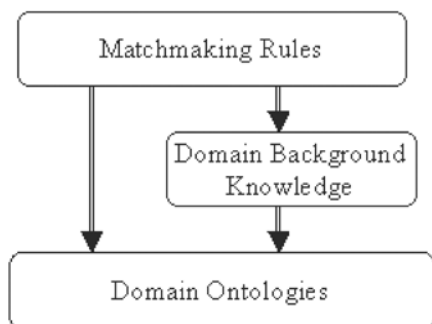 Matchmaking Rules
Domain Background
Knowledge
Domain Ontologies